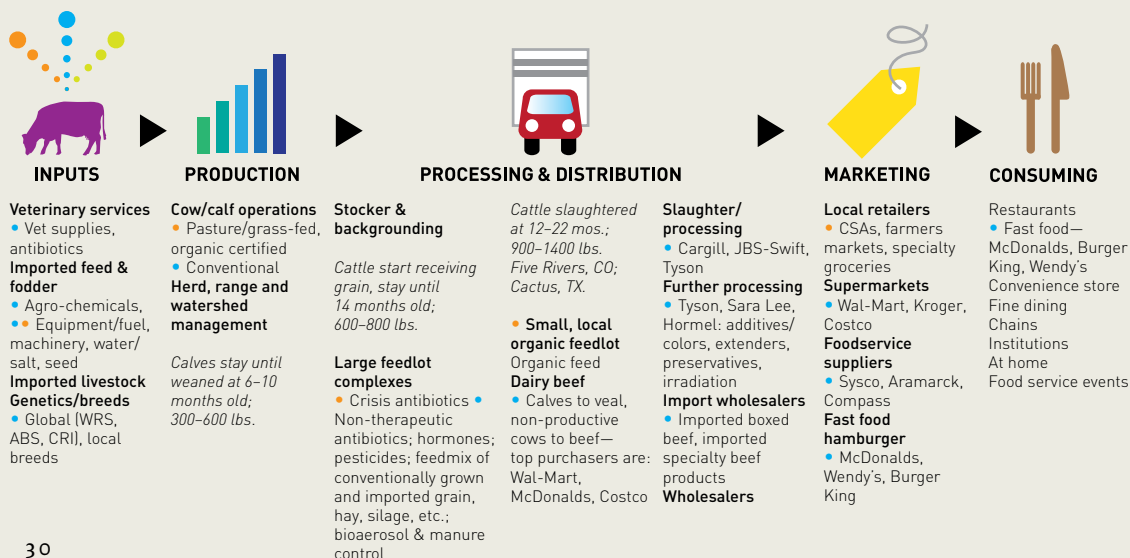 INPUTS
Veterinary services
• Vet supplies,
antibiotics
Imported feed &
fodder
• Agro-chemicals,
•• Equipment/fuel,
machinery, water/
salt, seed
Imported livestock
Genetics/breeds
• Global (WRS,
ABS, CRI), local
breeds
PRODUCTION
Cow/calf operations
• Pasture/grass-fed,
organic certified
• Conventional
Herd, range and
watershed
management
Calves stay until
weaned at 6–10
months old;
300–600 lbs.
PROCESSING & DISTRIBUTION
Stocker &
backgrounding
Cattle start receiving
grain, stay until
14 months old;
600–800 lbs.
Large feedlot
complexes
• Crisis antibiotics •
Non-therapeutic
antibiotics; hormones;
pesticides; feedmix of
conventionally grown
and imported grain,
hay, silage, etc.;
bioaerosol & manure
control
Cattle slaughtered
at 12–22 mos.;
900–1400 lbs.
Five Rivers, CO;
Cactus, TX.
• Small, local
organic feedlot
Organic feed
Dairy beef
• Calves to veal,
non-productive
cows to beef—
top purchasers are:
Wal-Mart,
McDonalds, Costco
Slaughter/
processing
• Cargill, JBS-Swift,
Tyson
Further processing
• Tyson, Sara Lee,
Hormel: additives/
colors, extenders,
preservatives,
irradiation
Import wholesalers
• Imported boxed
beef, imported
specialty beef
products
Wholesalers
MARKETING
Local retailers
• CSAs, farmers
markets, specialty
groceries
Supermarkets
• Wal-Mart, Kroger,
Costco
Foodservice
suppliers
• Sysco, Aramarck,
Compass
Fast food
hamburger
• McDonalds,
Wendy's, Burger
King
CONSUMING
Restaurants
• Fast food—
McDonalds, Burger
King, Wendy's
Convenience store
Fine dining
Chains
Institutions
At home
Food service events
30